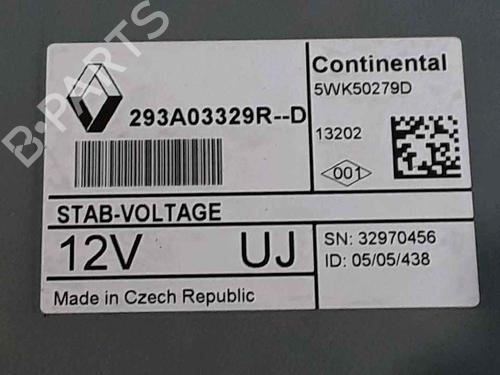 Continental
5WK50279D
293A03329R--D
13202
001
STAB-VOLTAGE
12V UJ
SN: 32970456
ID: 05/05/438
Made in Czech Republic
B-PARTS